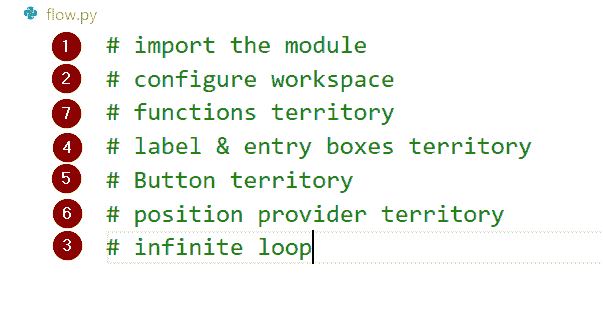 flow.py
1 # import the module
2 # configure workspace
7 # functions territory
4 # label & entry boxes territory
5 # Button territory
6 # position provider territory
3 # infinite loop